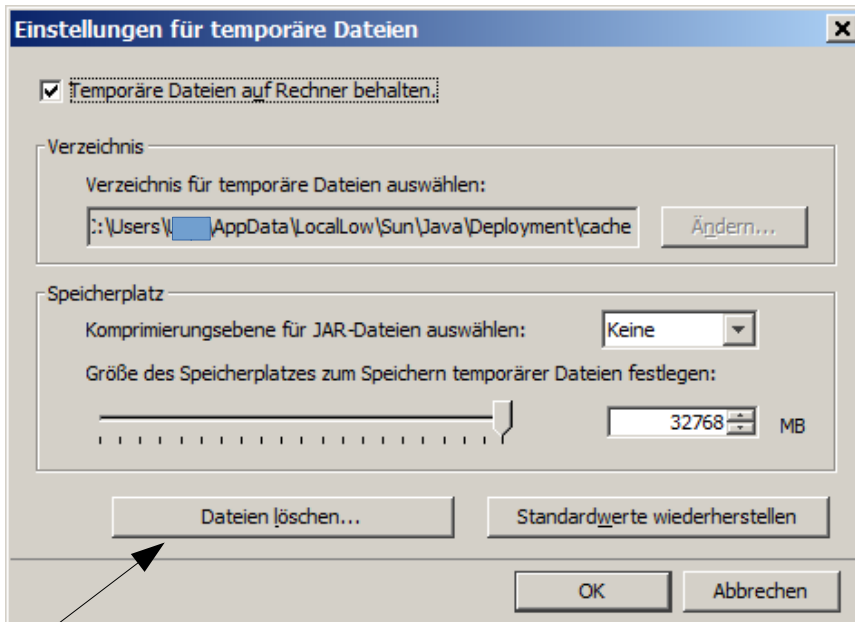 Einstellungen für temporäre Dateien
Temporäre Dateien auf Rechner behalten.
Verzeichnis
Verzeichnis für temporäre Dateien auswählen:
:\Users\ AppData\LocalLow\Sun\Java\Deployment\cache
Ändern...
Speicherplatz
Komprimierungsebene für JAR-Dateien auswählen:
Keine
Größe des Speicherplatzes zum Speichern temporärer Dateien festlegen:
32768 MB
Dateien löschen...
Standardwerte wiederherstellen
OK
Abbrechen